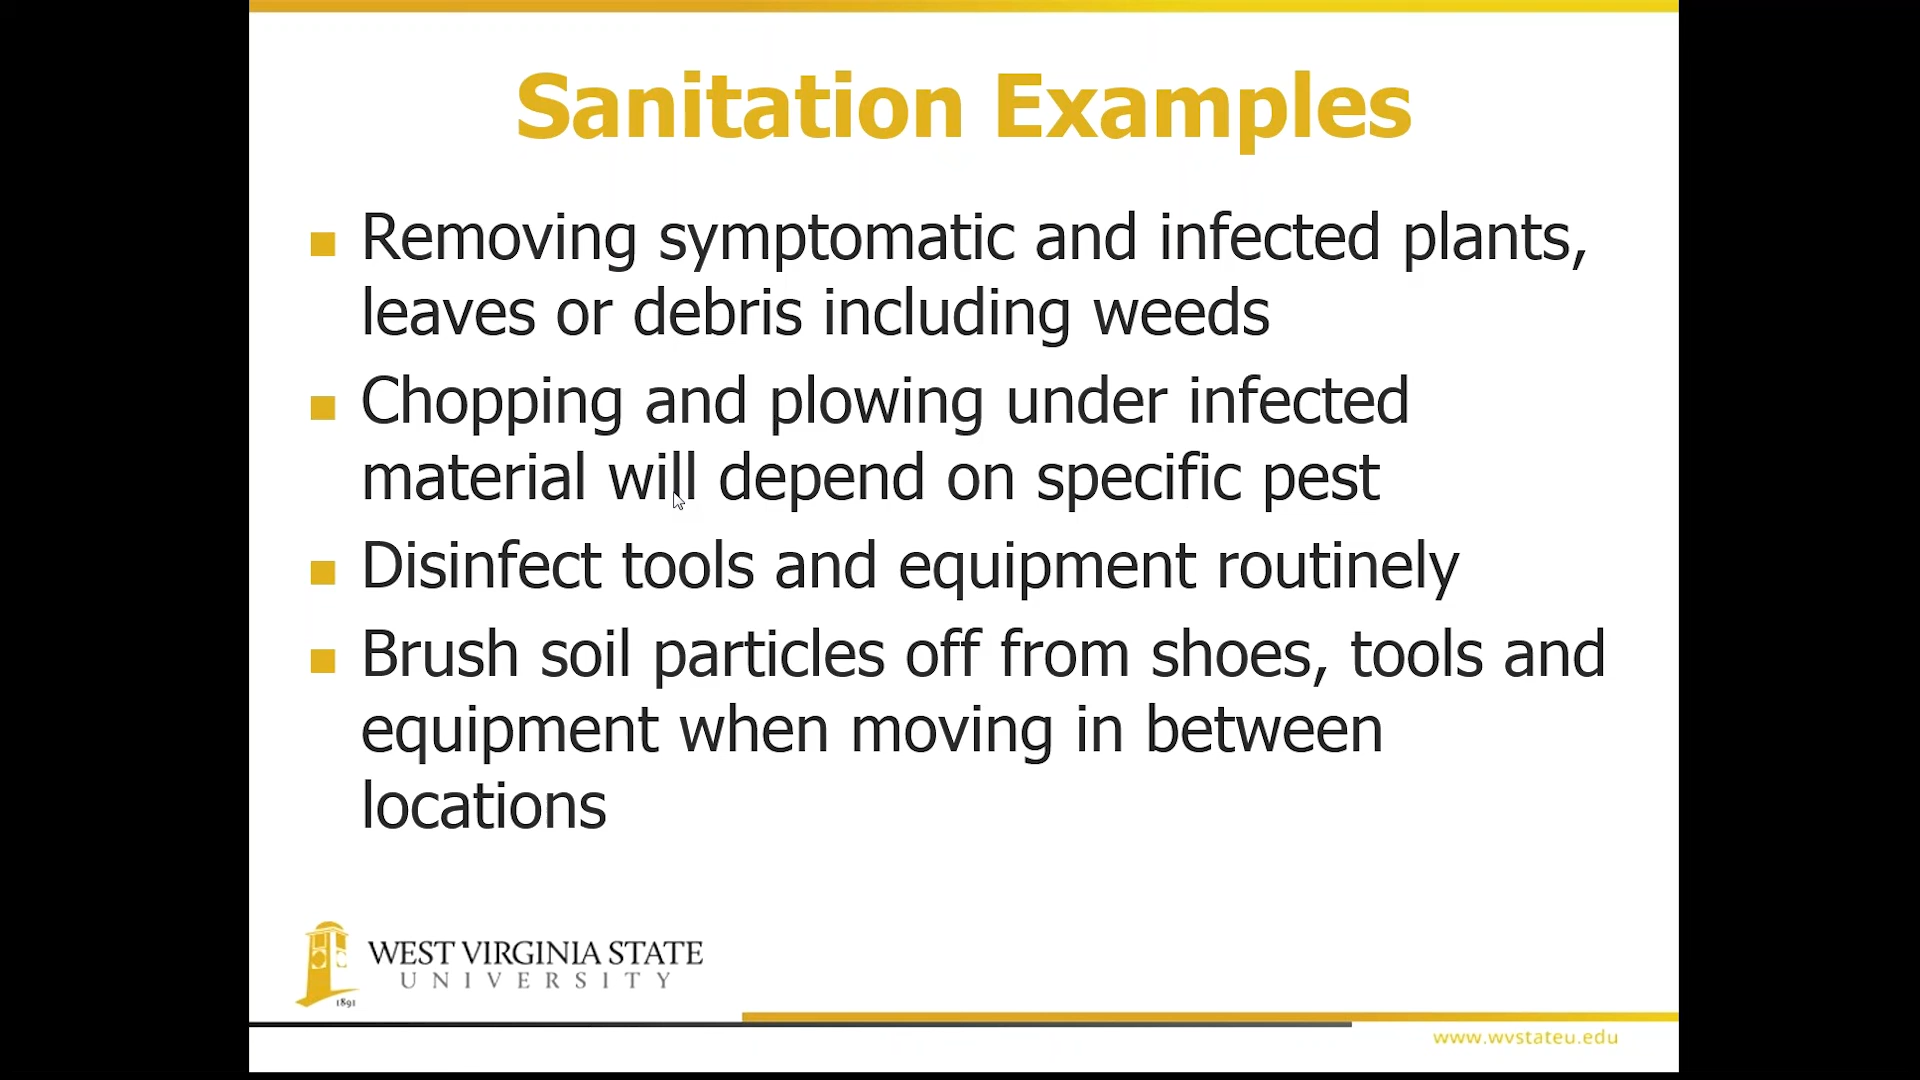 Sanitation Examples
Removing symptomatic and infected plants,
leaves or debris including weeds
Chopping and plowing under infected
material will depend on specific pest
Disinfect tools and equipment routinely
Brush soil particles off from shoes, tools and
equipment when moving in between
locations
WEST VIRGINIA STATE
UNIVERSITY
1891
www.wvstateu.edu